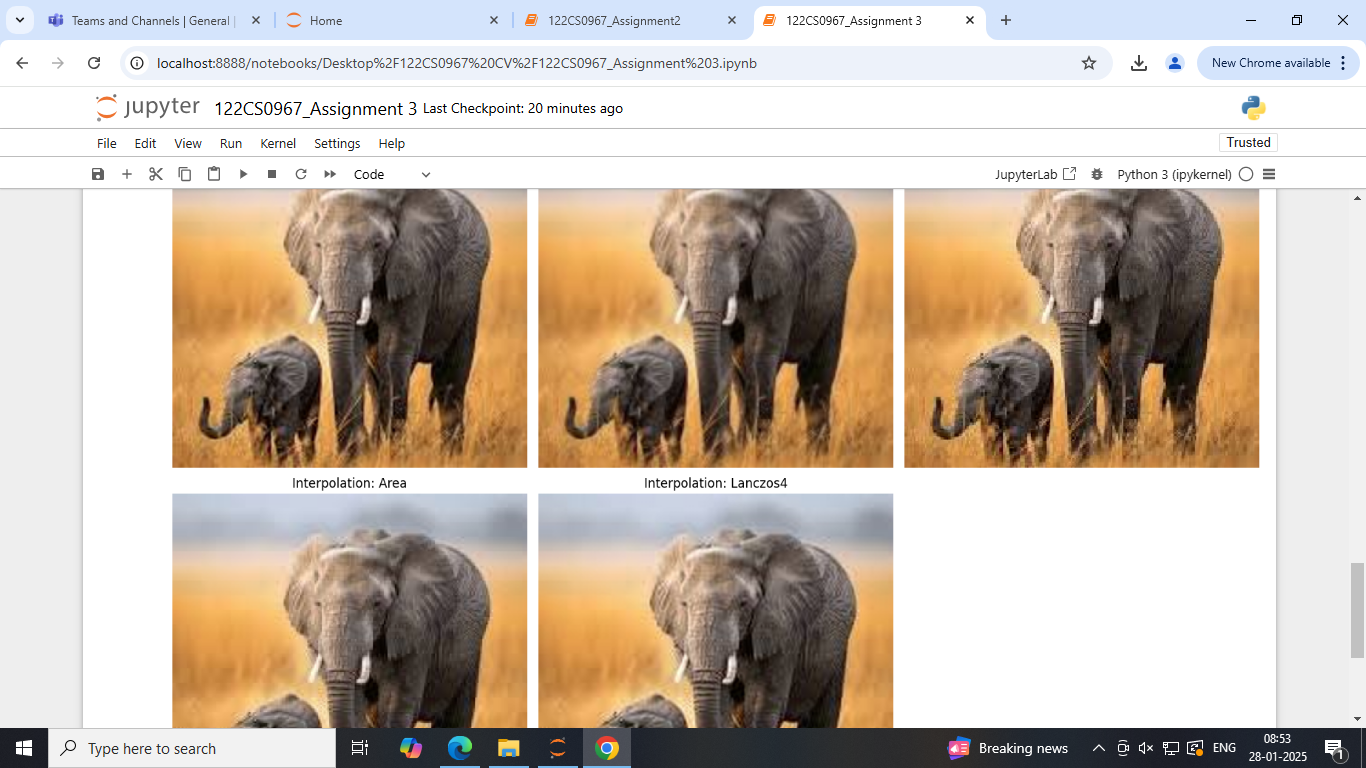 Teams and Channels | General |
Home
122CS0967_Assignment2
122CS0967_Assignment 3
localhost:8888/notebooks/Desktop%2F122CS0967%20CV%2F122CS0967_Assignment%203.ipynb
New Chrome available
jupyter 122CS0967_Assignment 3 Last Checkpoint: 20 minutes ago
File Edit View Run Kernel Settings Help
Trusted
Code
JupyterLab
Python 3 (ipykernel)
Interpolation: Area
Interpolation: Lanczos4
Type here to search
Breaking news
ENG
08:53
28-01-2025
1